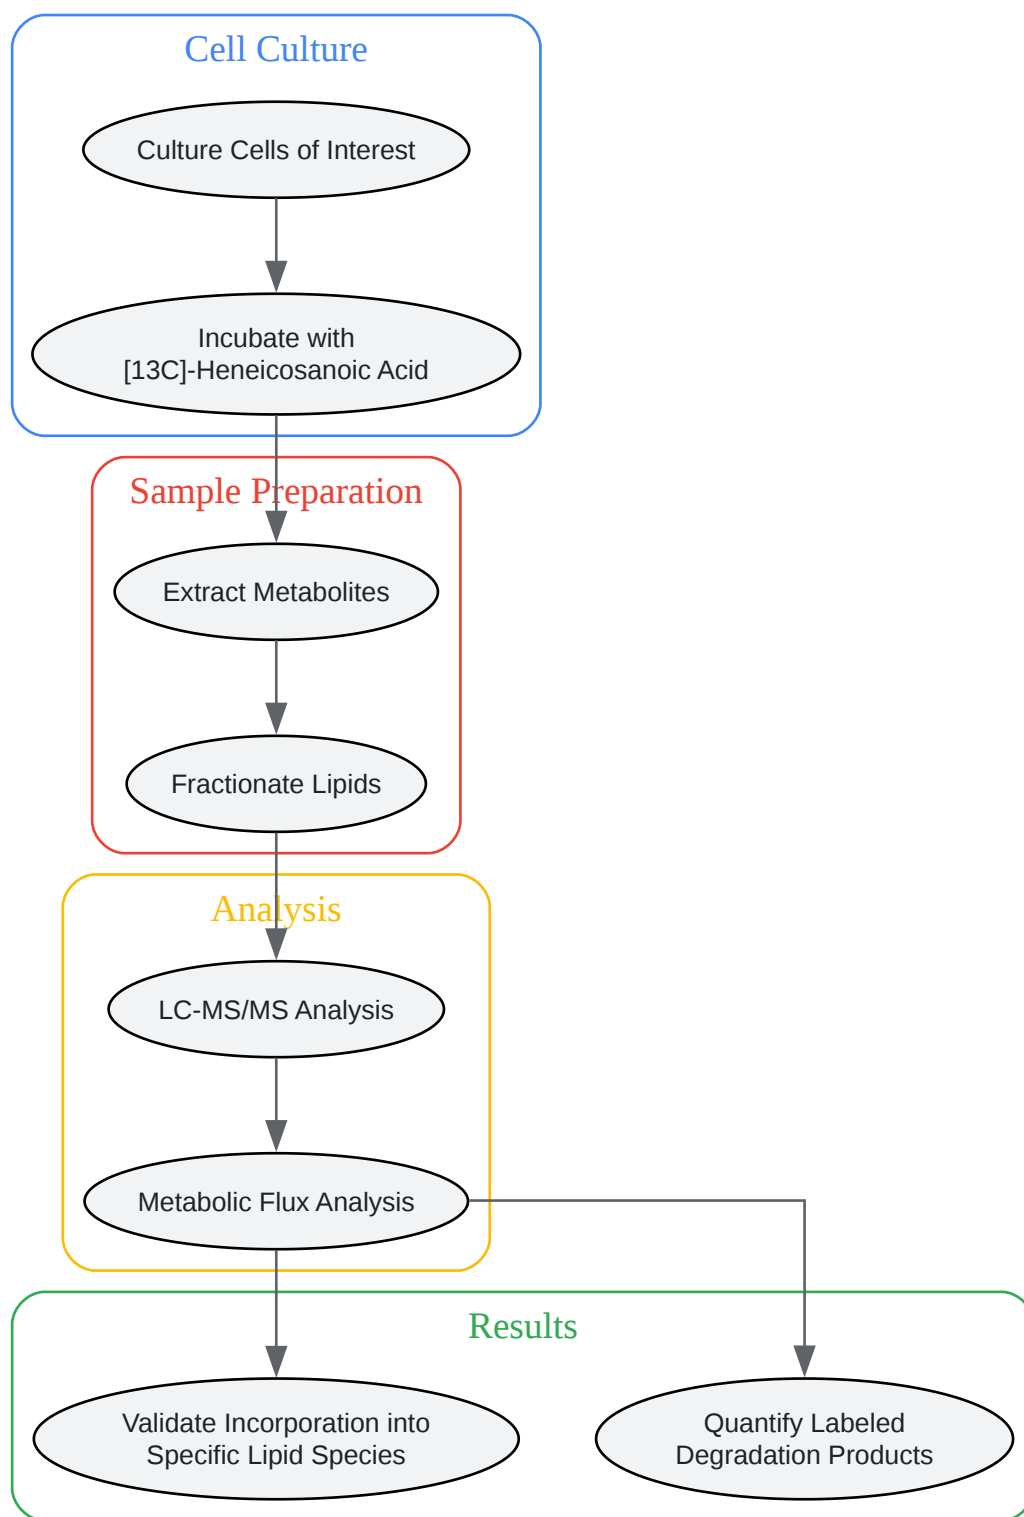 Cell Culture
Culture Cells of Interest
Incubate with
[13C]-Heneicosanoic Acid
Sample Preparation
Extract Metabolites
Fractionate Lipids
Analysis
LC-MS/MS Analysis
Metabolic Flux Analysis
Results
Validate Incorporation into
Specific Lipid Species
Quantify Labeled
Degradation Products